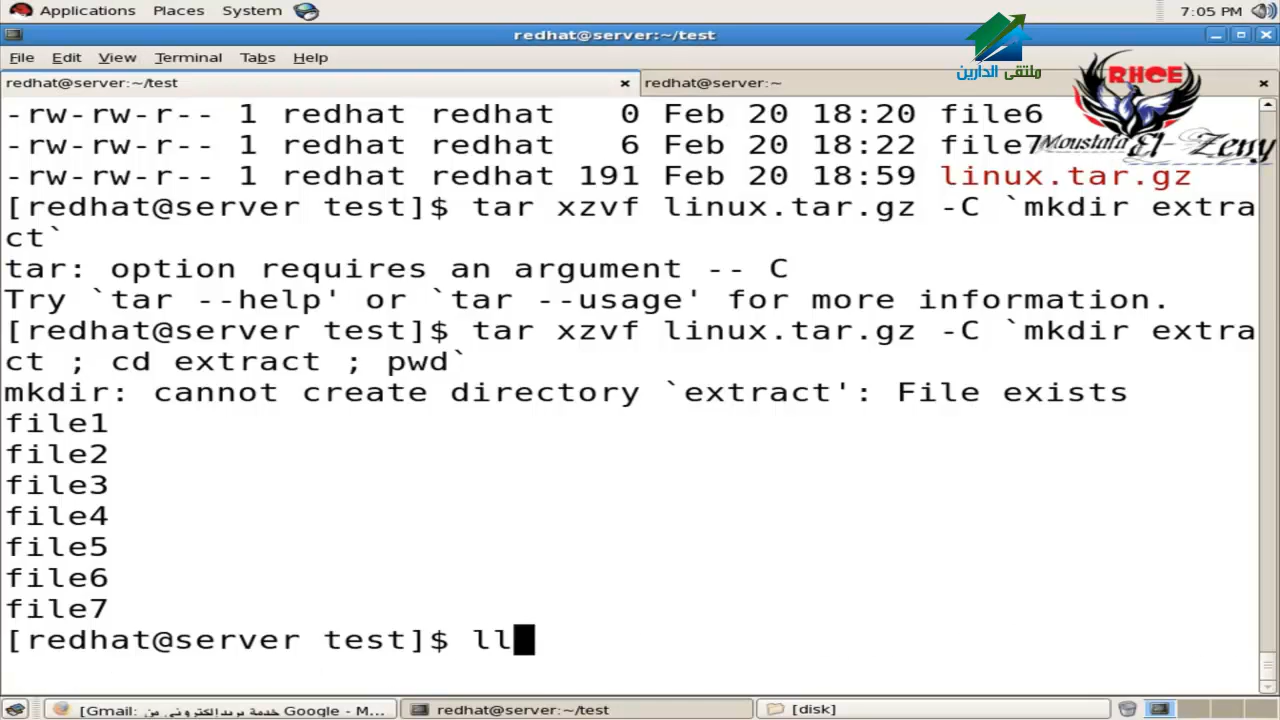 Applications Places System 7:05 PM
redhat@server:~/test
File Edit View Terminal Tabs Help
ملتقى الدارين
RHCE
Moustafa El-Zeny
redhat@server:~/test redhat@server:~
-rw-rw-r-- 1 redhat redhat 0 Feb 20 18:20 file6
-rw-rw-r-- 1 redhat redhat 6 Feb 20 18:22 file7
-rw-rw-r-- 1 redhat redhat 191 Feb 20 18:59 linux.tar.gz
[redhat@server test]$ tar xzvf linux.tar.gz -C `mkdir extra
ct`
tar: option requires an argument -- C
Try `tar --help' or `tar --usage' for more information.
[redhat@server test]$ tar xzvf linux.tar.gz -C `mkdir extra
ct ; cd extract ; pwd`
mkdir: cannot create directory `extract': File exists
file1
file2
file3
file4
file5
file6
file7
[redhat@server test]$ ll
[Gmail: خدمة بريد إلكتروني من Google - M... redhat@server:~/test [disk]